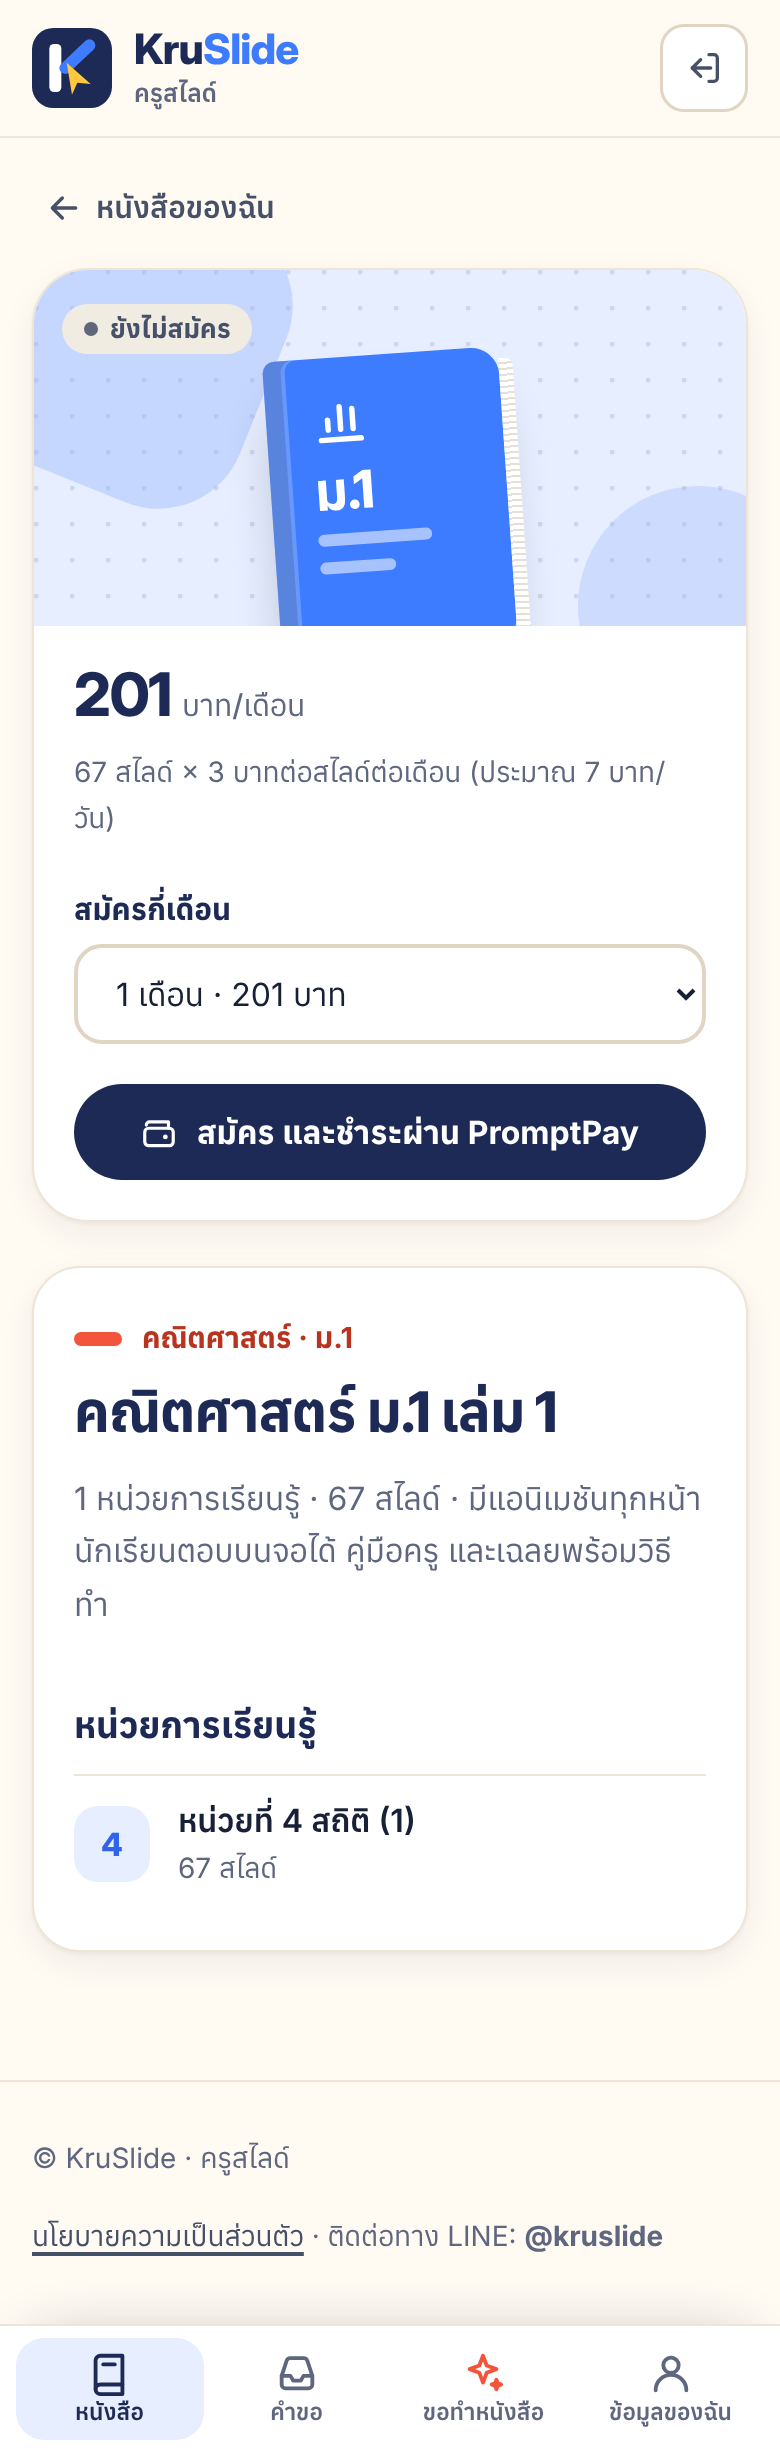 KruSlide
ครูสไลด์
หนังสือของฉัน
ยังไม่สมัคร
ม.1
201 บาท/เดือน
67 สไลด์ × 3 บาทต่อสไลด์ต่อเดือน (ประมาณ 7 บาท/
วัน)
สมัครกี่เดือน
1 เดือน · 201 บาท
สมัคร และชำระผ่าน PromptPay
คณิตศาสตร์ · ม.1
คณิตศาสตร์ ม.1 เล่ม 1
1 หน่วยการเรียนรู้ · 67 สไลด์ · มีแอนิเมชันทุกหน้า
นักเรียนตอบบนจอได้ คู่มือครู และเฉลยพร้อมวิธี
ทำ
หน่วยการเรียนรู้
4
หน่วยที่ 4 สถิติ (1)
67 สไลด์
© KruSlide · ครูสไลด์
นโยบายความเป็นส่วนตัว · ติดต่อทาง LINE: @kruslide
หนังสือ
คำขอ
ขอทำหนังสือ
ข้อมูลของฉัน